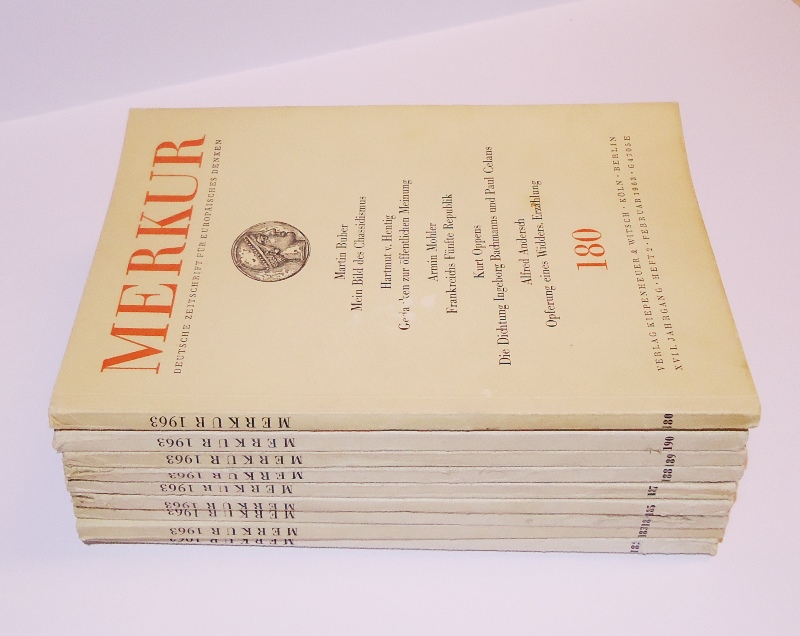 MERKUR
DEUTSCHE ZEITSCHRIFT FÜR EUROPÄISCHES DENKEN
Martin Buber
Mein Bild des Chassidismus
Hartmut v. Hentig
Gedanken zur öffentlichen Meinung
Armin Mohler
Frankreichs Fünfte Republik
Kurt Oppens
Die Dichtung Ingeborg Bachmanns und Paul Celans
Alfred Andersch
Opferung eines Widders. Erzählung
180
VERLAG KIEPENHEUER & WITSCH · KÖLN · BERLIN
XVII. JAHRGANG · HEFT 2 · FEBRUAR 1963 · G 4705 E
MERKUR 1963 180
MERKUR 1963 190
MERKUR 1963 189
MERKUR 1963 188
MERKUR 1963 187
MERKUR 1963 185
MERKUR 1963
MERKUR 1963